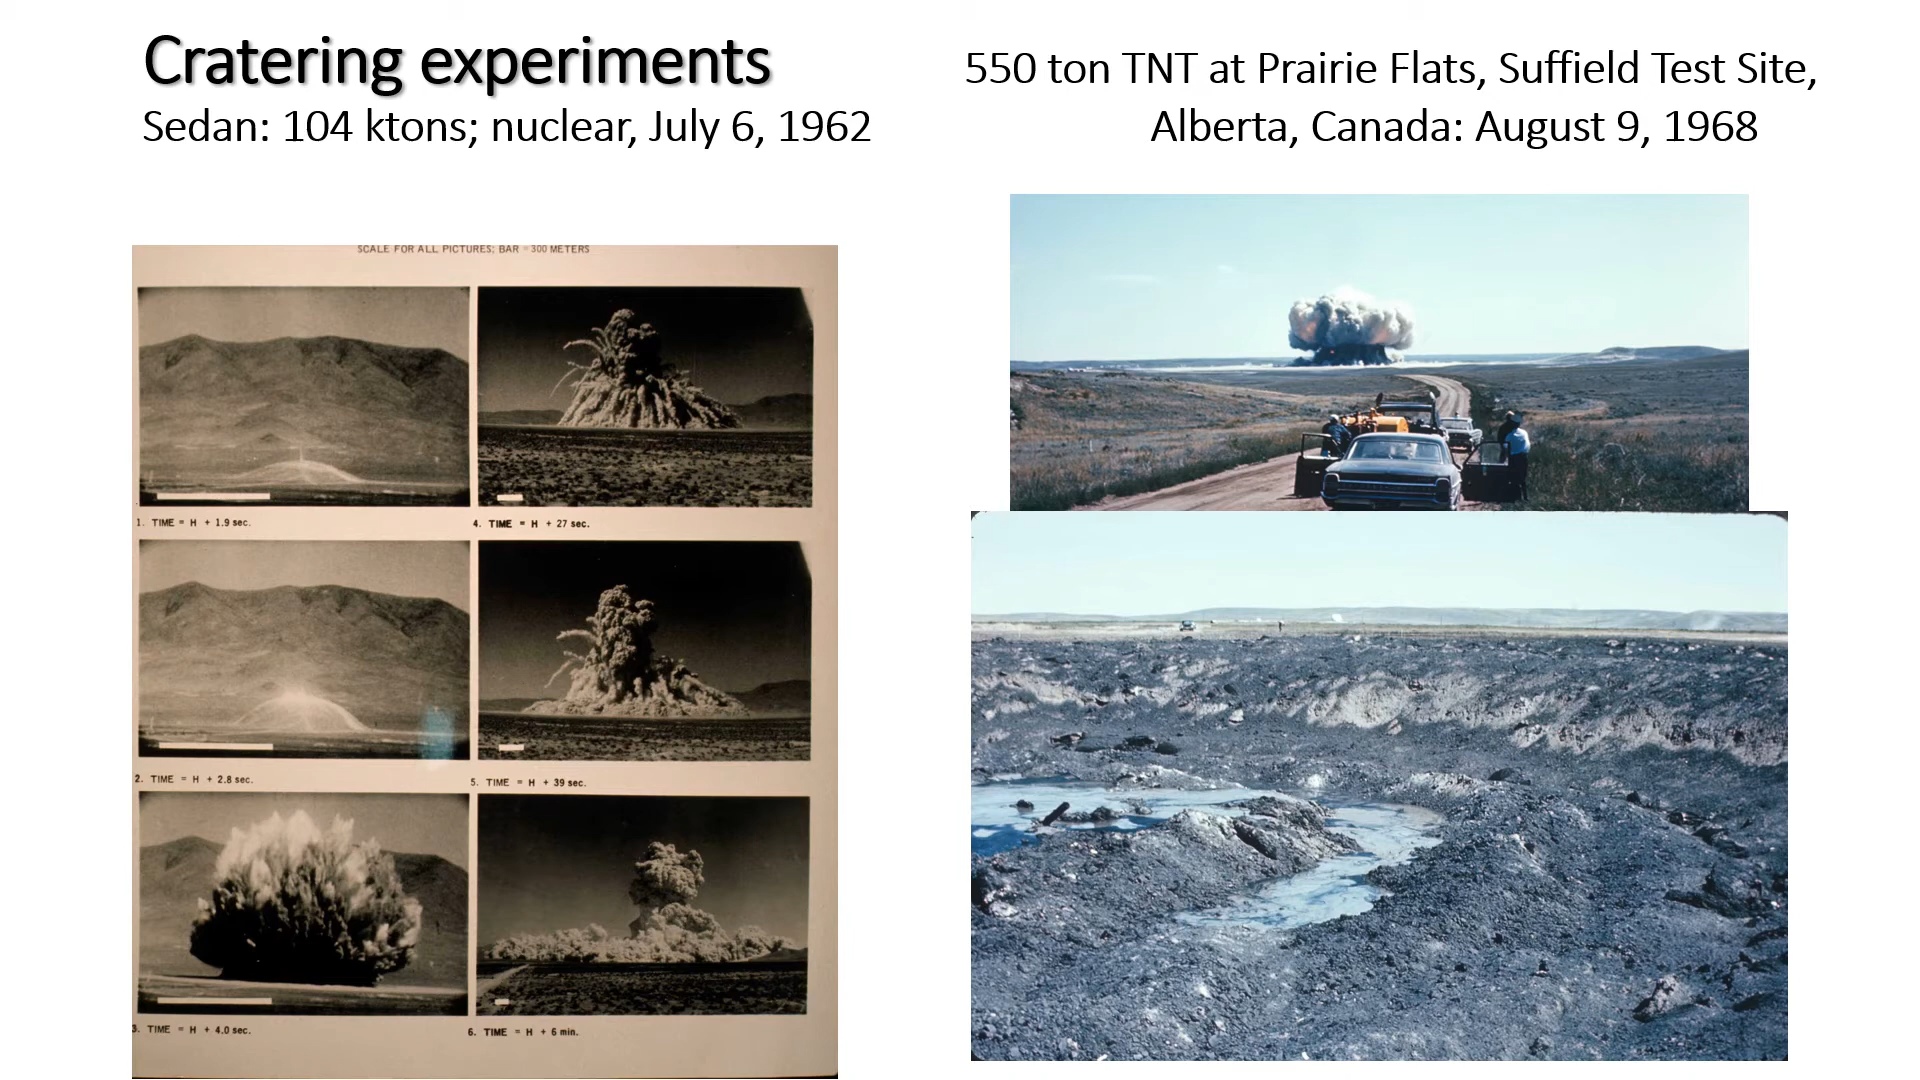 Cratering experiments
Sedan: 104 ktons; nuclear, July 6, 1962
550 ton TNT at Prairie Flats, Suffield Test Site,
Alberta, Canada: August 9, 1968
SCALE FOR ALL PICTURES: BAR = 300 METERS
1. TIME = H + 1.9 sec.
4. TIME = H + 27 sec.
2. TIME = H + 2.8 sec.
5. TIME = H + 39 sec.
3. TIME = H + 4.0 sec.
6. TIME = H + 6 min.